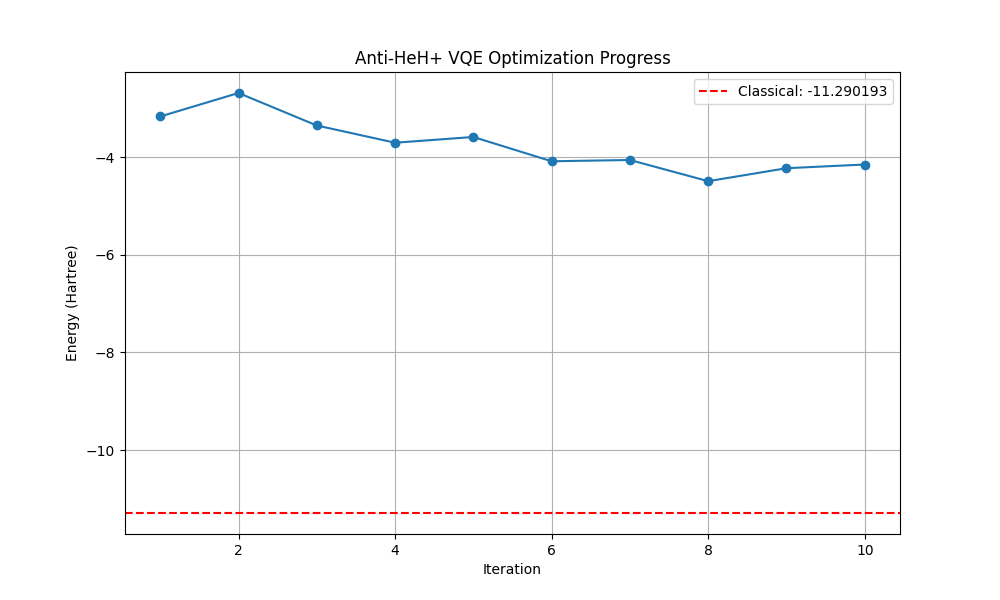 Anti-HeH+ VQE Optimization Progress
Classical: -11.290193
−4
−6
−8
−10
Energy (Hartree)
2
4
6
8
10
Iteration